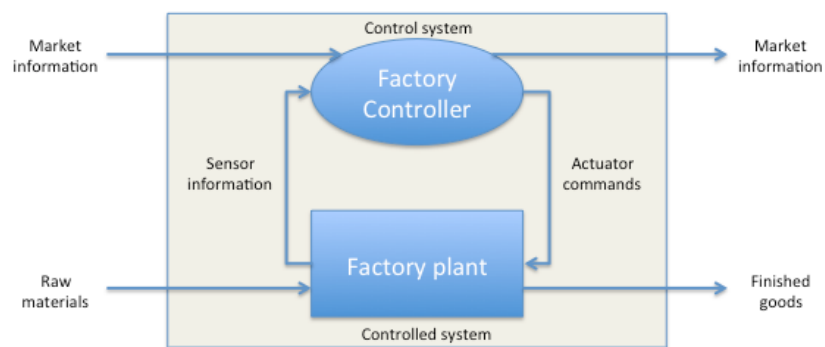 Control system
Market
information
Factory
Controller
Market
information
Sensor
information
Actuator
commands
Raw
materials
Factory plant
Finished
goods
Controlled system